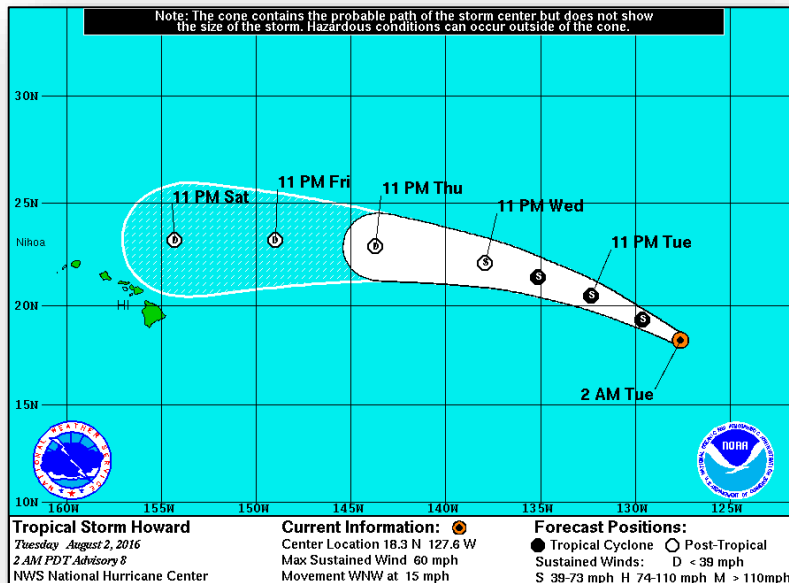 Note: The cone contains the probable path of the storm center but does not show
the size of the storm. Hazardous conditions can occur outside of the cone.
30N
25N
20N
15N
10N
11 PM Sat
11 PM Fri
11 PM Thu
11 PM Wed
11 PM Tue
2 AM Tue
Nihoa
HI
D
D
D
S
S
S
S
NATIONAL WEATHER SERVICE
NOAA
160W
155W
150W
145W
140W
135W
130W
125W
Tropical Storm Howard
Tuesday August 2, 2016
2 AM PDT Advisory 8
NWS National Hurricane Center
Current Information:
Center Location 18.3 N 127.6 W
Max Sustained Wind 60 mph
Movement WNW at 15 mph
Forecast Positions:
Tropical Cyclone Post-Tropical
Sustained Winds: D < 39 mph
S 39-73 mph H 74-110 mph M > 110mph